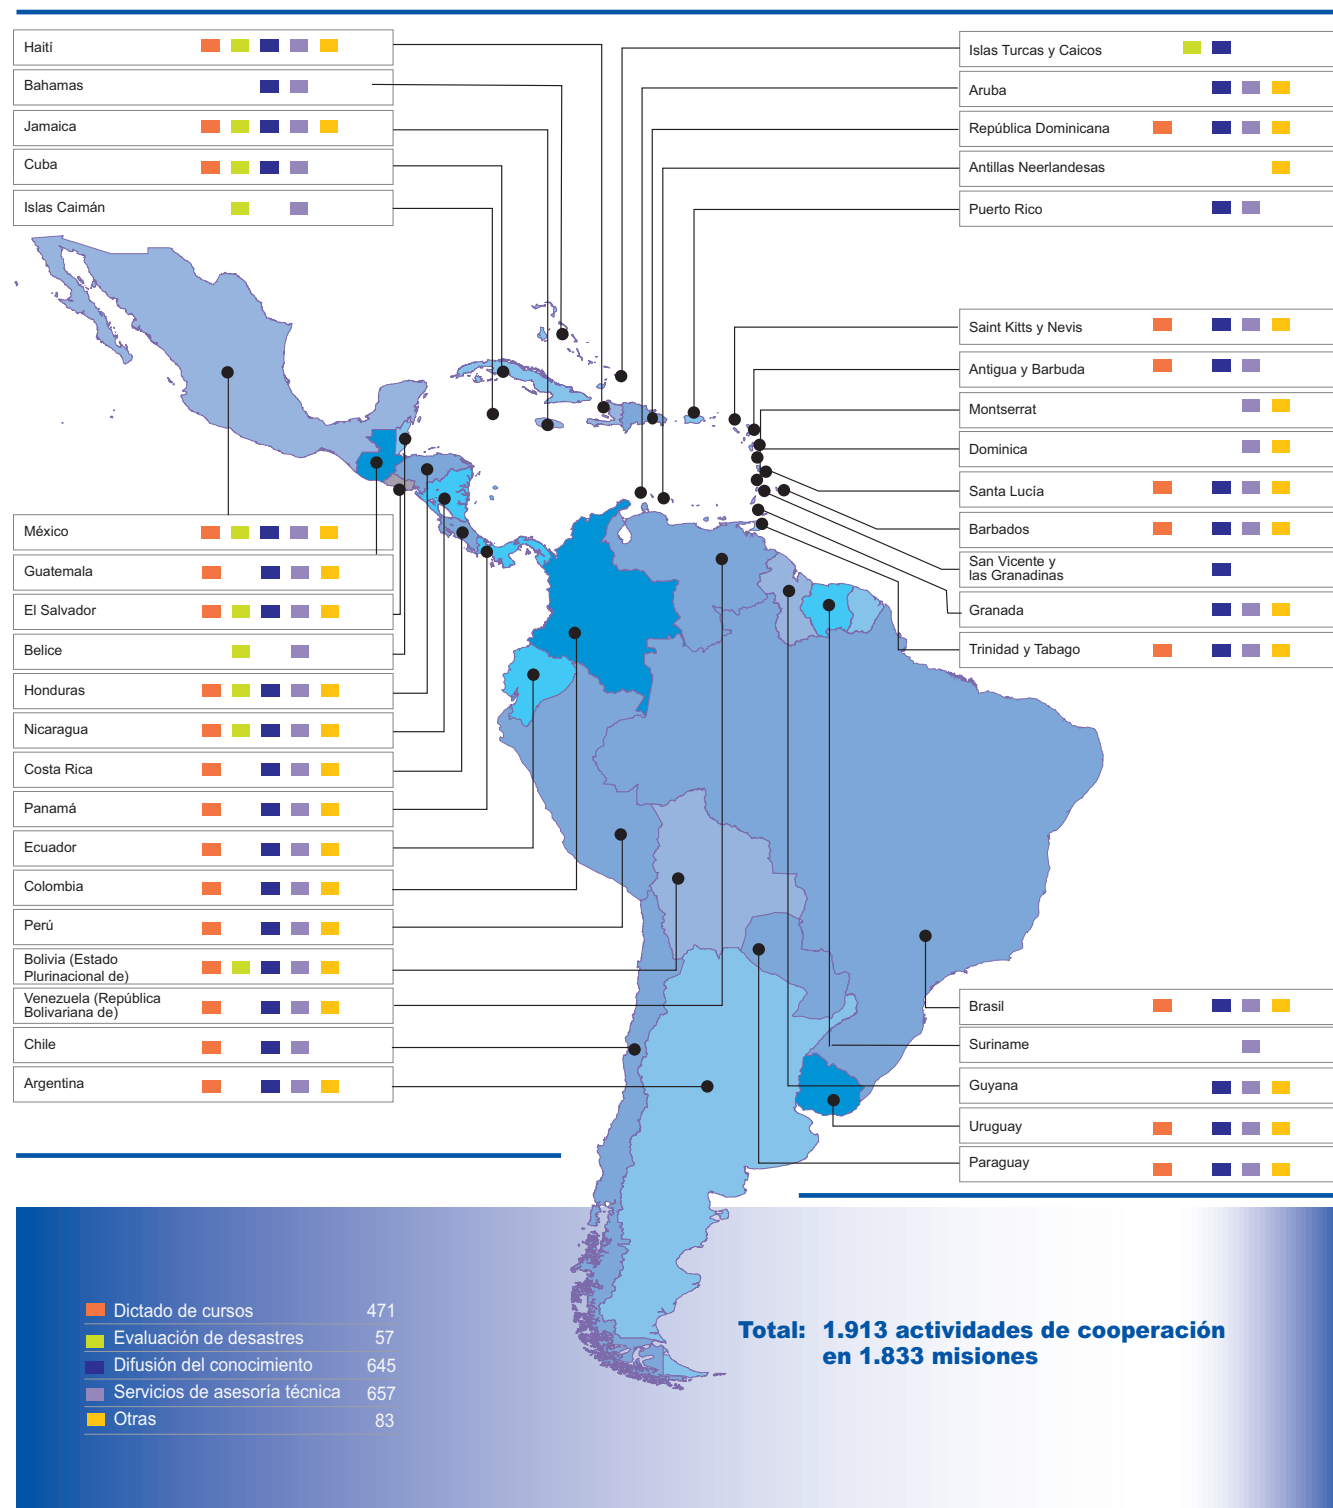 Haití
Bahamas
Jamaica
Cuba
Islas Caimán
Islas Turcas y Caicos
Aruba
República Dominicana
Antillas Neerlandesas
Puerto Rico
Saint Kitts y Nevis
Antigua y Barbuda
Montserrat
Dominica
Santa Lucía
Barbados
San Vicente y
las Granadinas
Granada
Trinidad y Tabago
México
Guatemala
El Salvador
Belice
Honduras
Nicaragua
Costa Rica
Panamá
Ecuador
Colombia
Perú
Bolivia (Estado
Plurinacional de)
Venezuela (República
Bolivariana de)
Chile
Argentina
Brasil
Suriname
Guyana
Uruguay
Paraguay
Dictado de cursos 471
Evaluación de desastres 57
Difusión del conocimiento 645
Servicios de asesoría técnica 657
Otras 83
Total: 1.913 actividades de cooperación
en 1.833 misiones